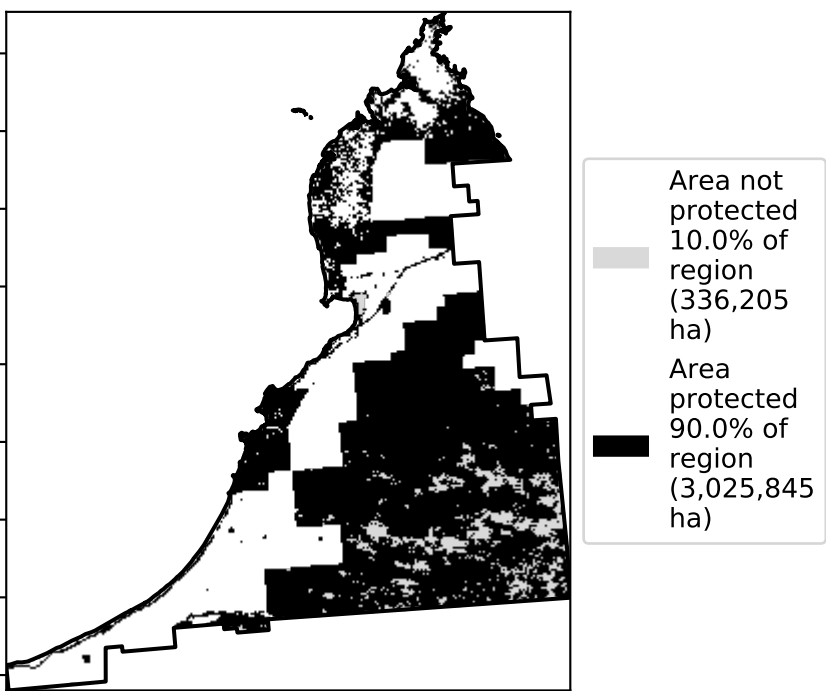 Area not
protected
10.0% of
region
(336,205
ha)
Area
protected
90.0% of
region
(3,025,845
ha)